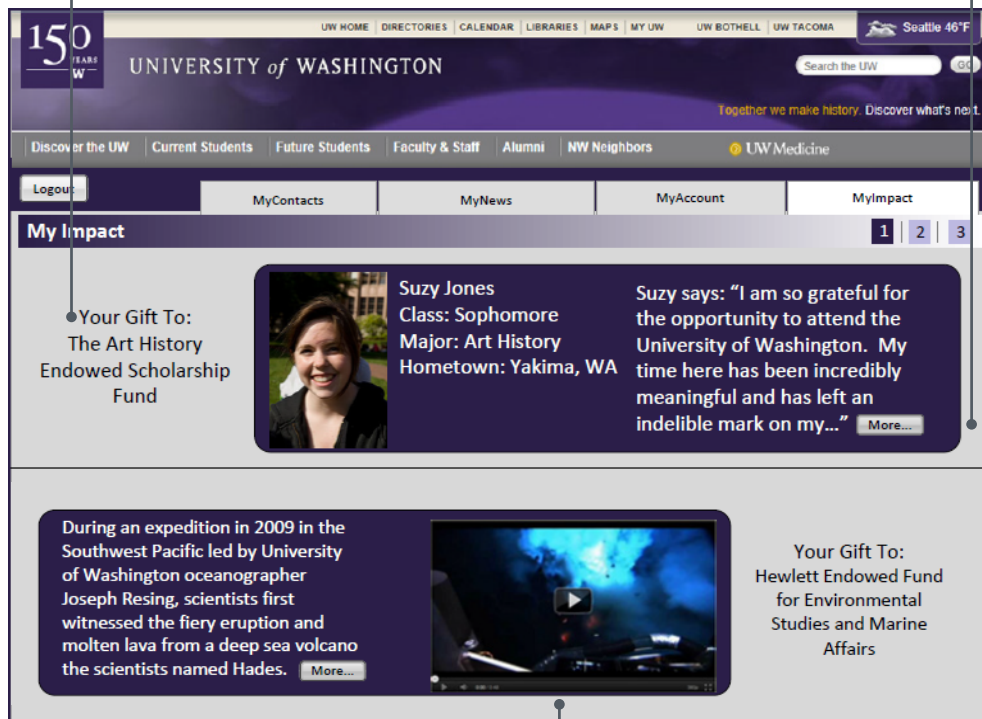 UW HOME DIRECTORIES CALENDAR LIBRARIES MAPS MY UW UW BOTHELL UW TACOMA Seattle 46°F
150
YEARS
W
UNIVERSITY of WASHINGTON
Search the UW GO
Together we make history. Discover what's next.
Discover the UW Current Students Future Students Faculty & Staff Alumni NW Neighbors UW Medicine
Logout MyContacts MyNews MyAccount MyImpact
My Impact 1 2 3
Your Gift To:
The Art History
Endowed Scholarship
Fund
Suzy Jones
Class: Sophomore
Major: Art History
Hometown: Yakima, WA
Suzy says: “I am so grateful for
the opportunity to attend the
University of Washington. My
time here has been incredibly
meaningful and has left an
indelible mark on my...” More...
During an expedition in 2009 in the
Southwest Pacific led by University
of Washington oceanographer
Joseph Resing, scientists first
witnessed the fiery eruption and
molten lava from a deep sea volcano
the scientists named Hades. More...
Your Gift To:
Hewlett Endowed Fund
for Environmental
Studies and Marine
Affairs